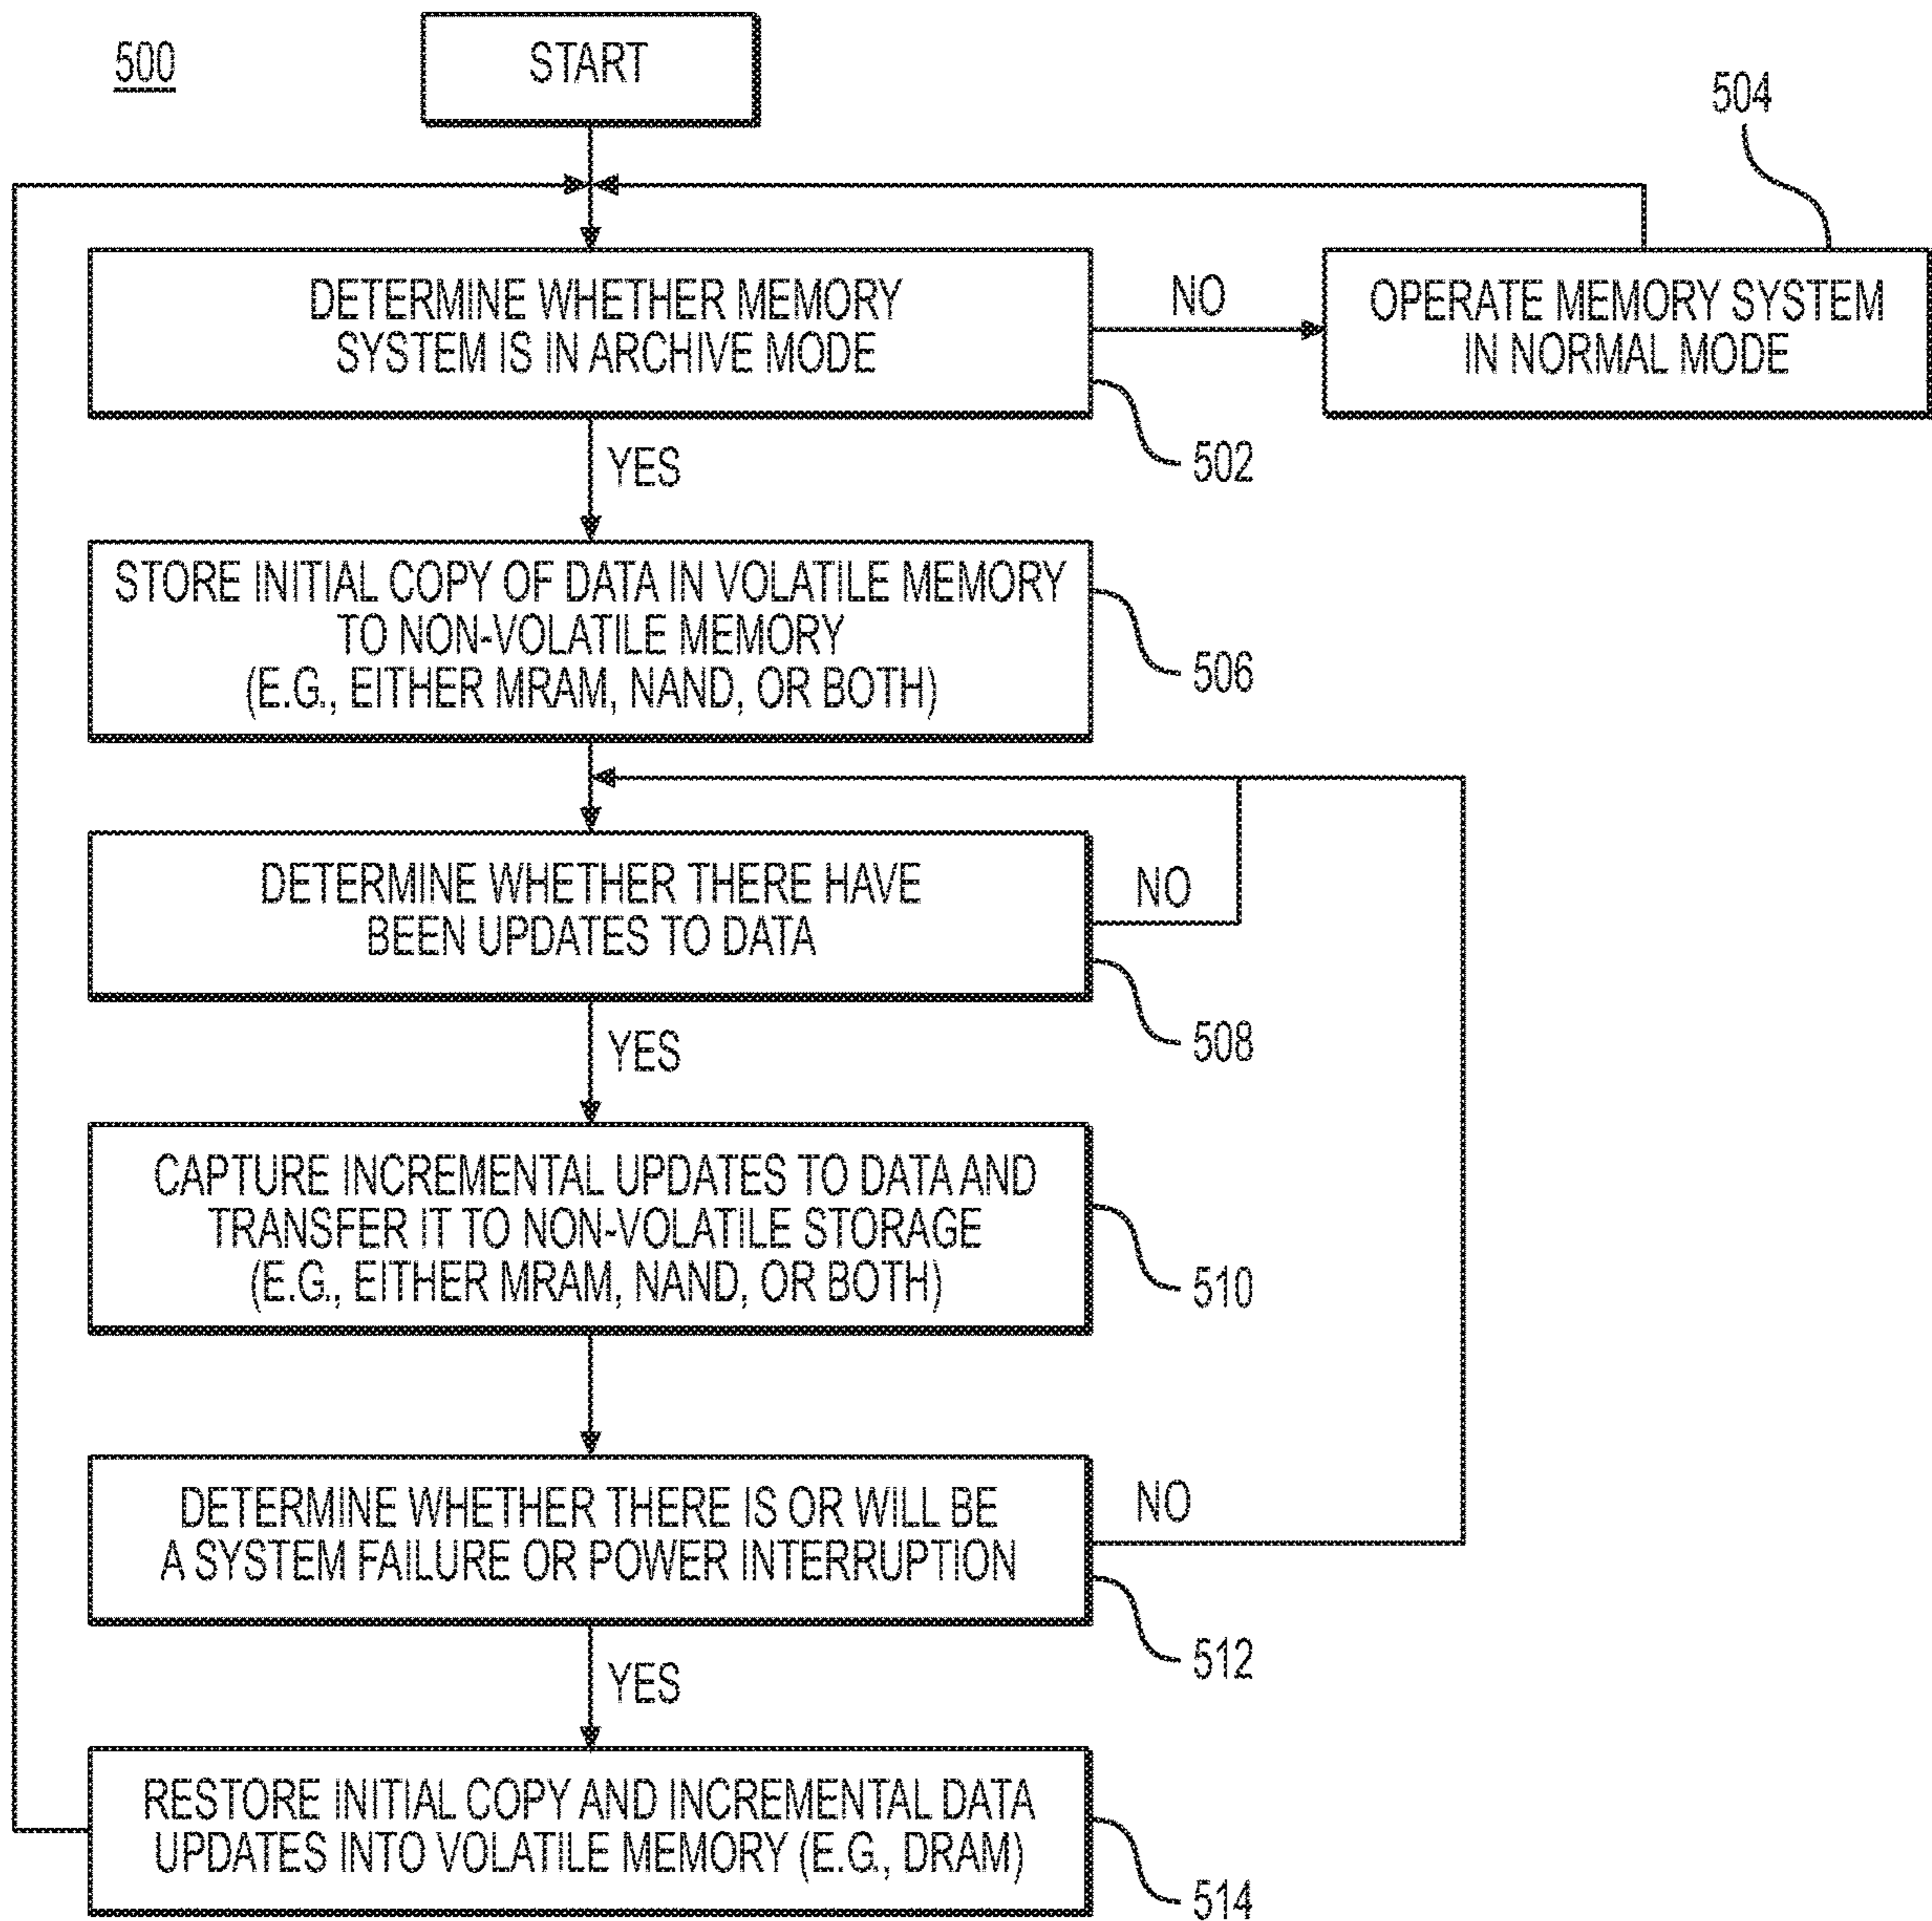 500
START
504
DETERMINE WHETHER MEMORY
SYSTEM IS IN ARCHIVE MODE
NO
OPERATE MEMORY SYSTEM
IN NORMAL MODE
502
YES
STORE INITIAL COPY OF DATA IN VOLATILE MEMORY
TO NON-VOLATILE MEMORY
(E.G., EITHER MRAM, NAND, OR BOTH)
506
DETERMINE WHETHER THERE HAVE
BEEN UPDATES TO DATA
NO
508
YES
CAPTURE INCREMENTAL UPDATES TO DATA AND
TRANSFER IT TO NON-VOLATILE STORAGE
(E.G., EITHER MRAM, NAND, OR BOTH)
510
DETERMINE WHETHER THERE IS OR WILL BE
A SYSTEM FAILURE OR POWER INTERRUPTION
NO
512
YES
RESTORE INITIAL COPY AND INCREMENTAL DATA
UPDATES INTO VOLATILE MEMORY (E.G., DRAM)
514